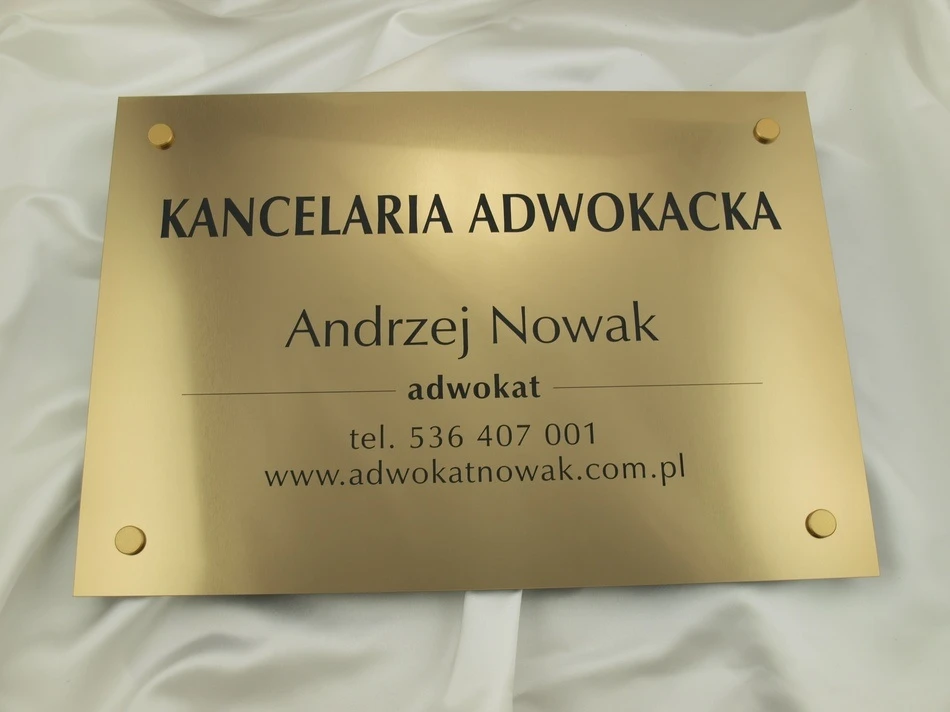 KANCELARIA ADWOKACKA
Andrzej Nowak
adwokat
tel. 536 407 001
www.adwokatnowak.com.pl